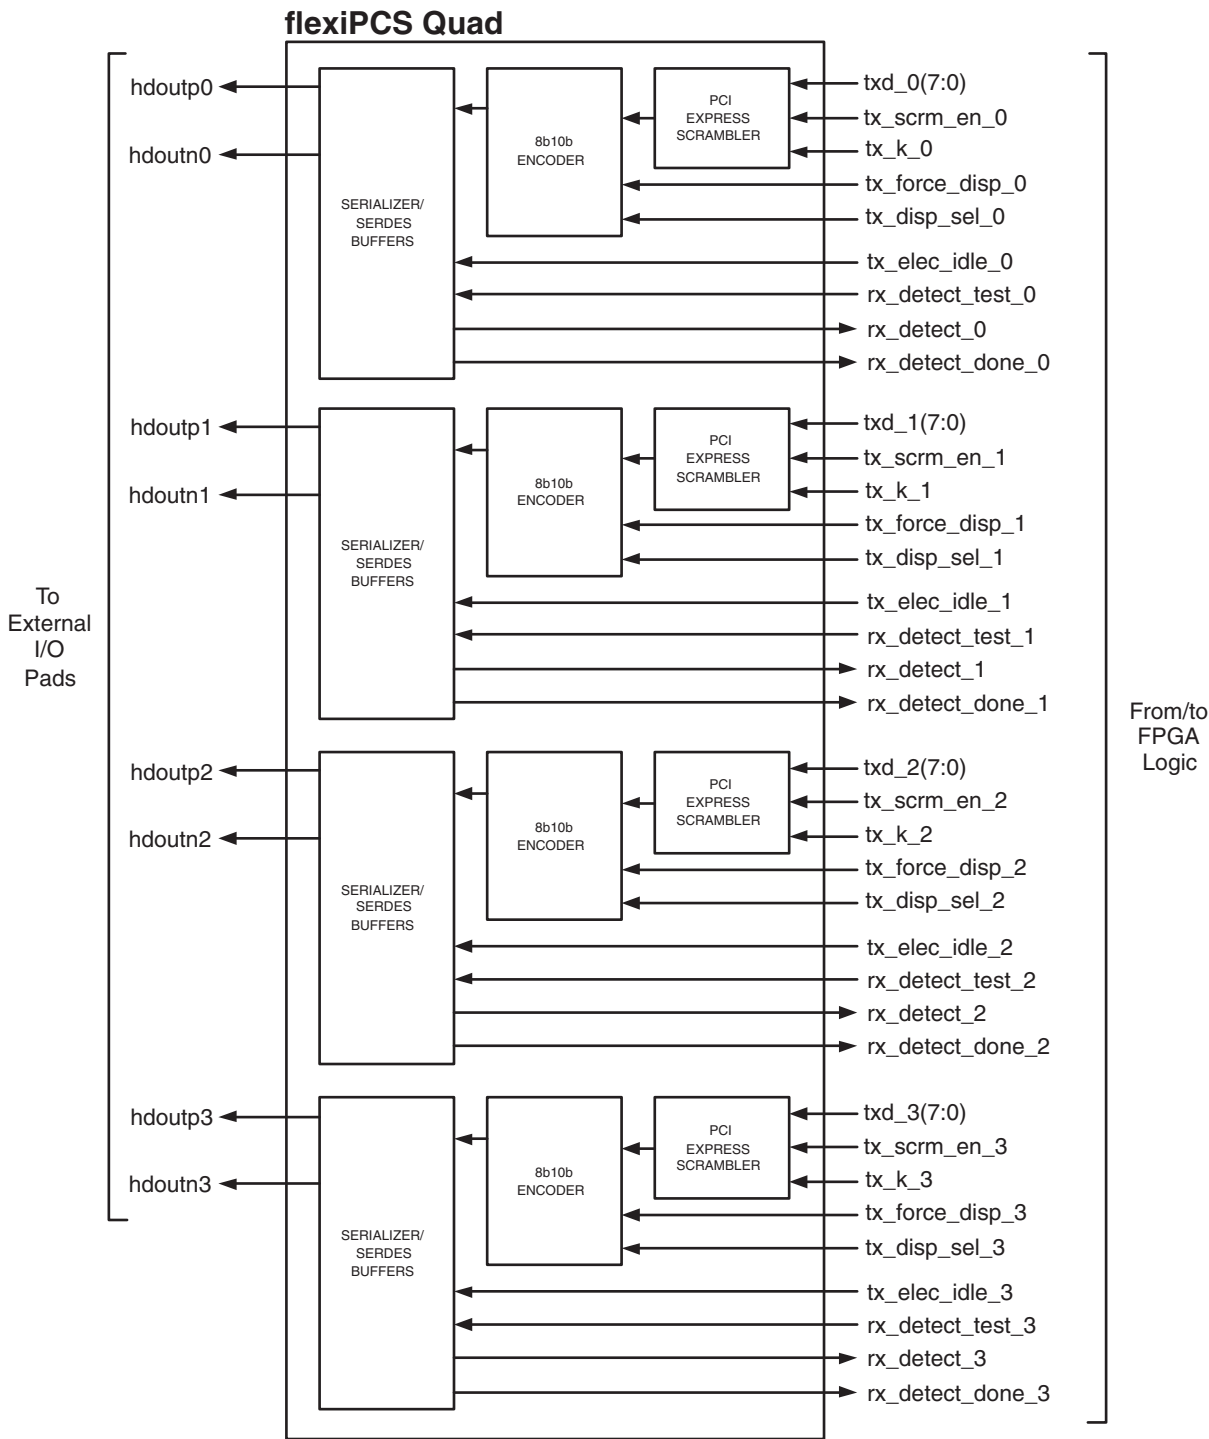 flexiPCS Quad
hdoutp0
hdoutn0
SERIALIZER/
SERDES
BUFFERS
8b10b
ENCODER
PCI
EXPRESS
SCRAMBLER
txd_0(7:0)
tx_scrm_en_0
tx_k_0
tx_force_disp_0
tx_disp_sel_0
tx_elec_idle_0
rx_detect_test_0
rx_detect_0
rx_detect_done_0
hdoutp1
hdoutn1
SERIALIZER/
SERDES
BUFFERS
8b10b
ENCODER
PCI
EXPRESS
SCRAMBLER
txd_1(7:0)
tx_scrm_en_1
tx_k_1
tx_force_disp_1
tx_disp_sel_1
tx_elec_idle_1
rx_detect_test_1
rx_detect_1
rx_detect_done_1
To
External
I/O
Pads
From/to
FPGA
Logic
hdoutp2
hdoutn2
SERIALIZER/
SERDES
BUFFERS
8b10b
ENCODER
PCI
EXPRESS
SCRAMBLER
txd_2(7:0)
tx_scrm_en_2
tx_k_2
tx_force_disp_2
tx_disp_sel_2
tx_elec_idle_2
rx_detect_test_2
rx_detect_2
rx_detect_done_2
hdoutp3
hdoutn3
SERIALIZER/
SERDES
BUFFERS
8b10b
ENCODER
PCI
EXPRESS
SCRAMBLER
txd_3(7:0)
tx_scrm_en_3
tx_k_3
tx_force_disp_3
tx_disp_sel_3
tx_elec_idle_3
rx_detect_test_3
rx_detect_3
rx_detect_done_3